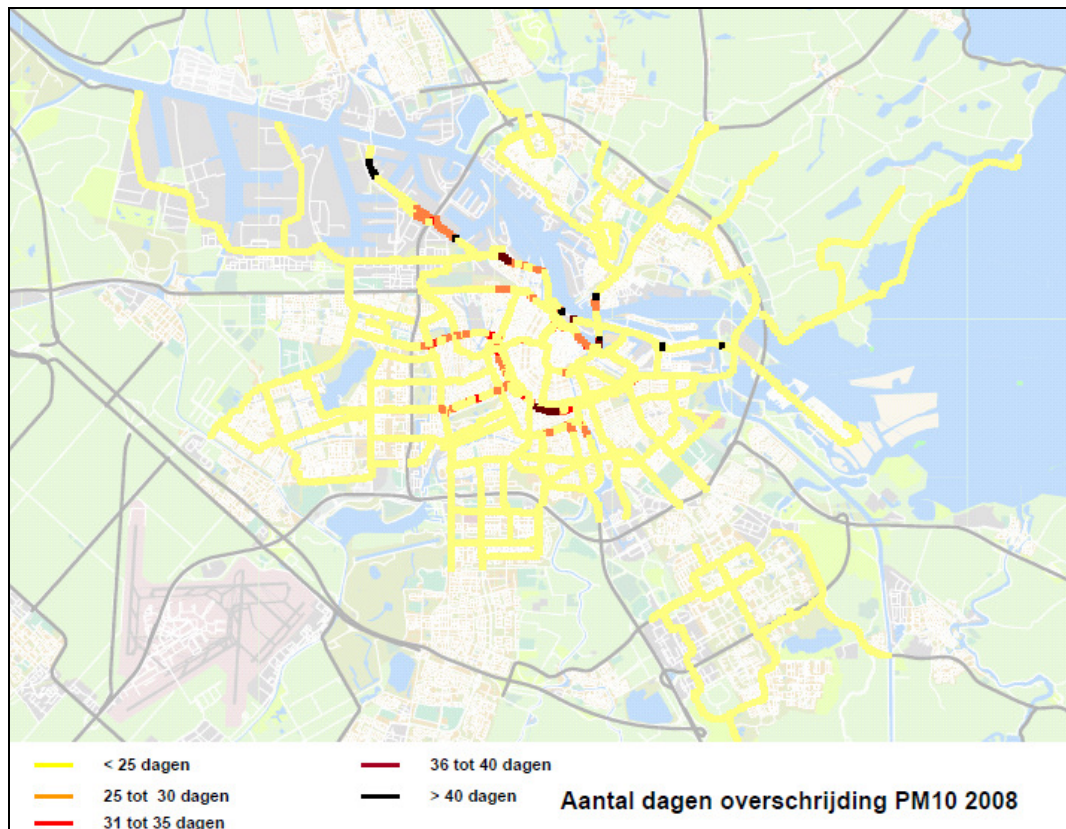 < 25 dagen
25 tot 30 dagen
31 tot 35 dagen
36 tot 40 dagen
> 40 dagen
Aantal dagen overschrijding PM10 2008